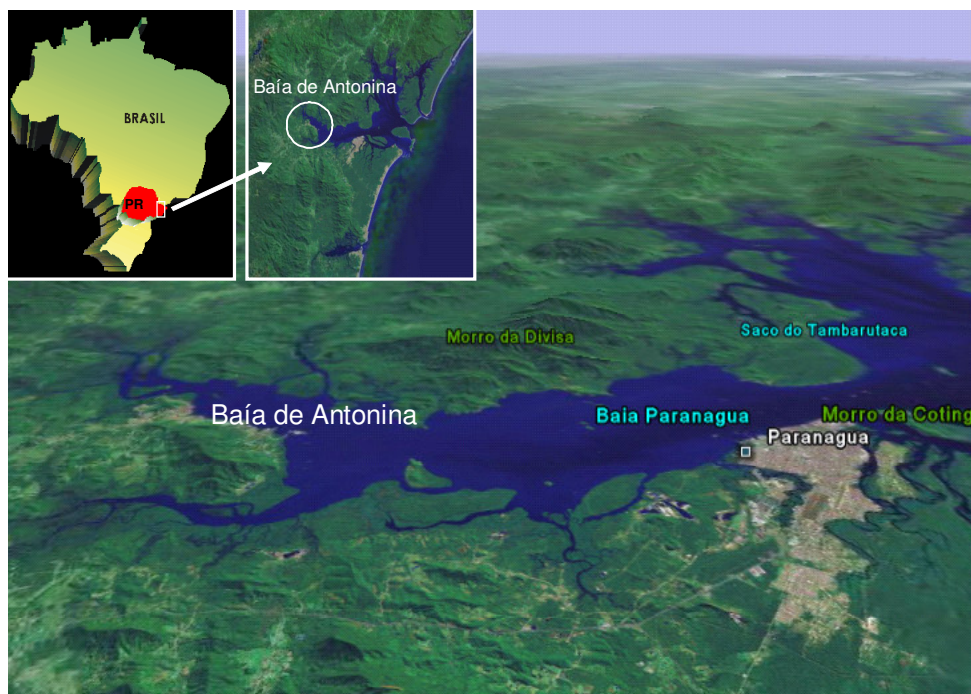 BRASIL
PR
Baía de Antonina
Morro da Divisa
Saco do Tambarutaca
Baía de Antonina
Baia Paranagua
Morro da Coting
Paranagua